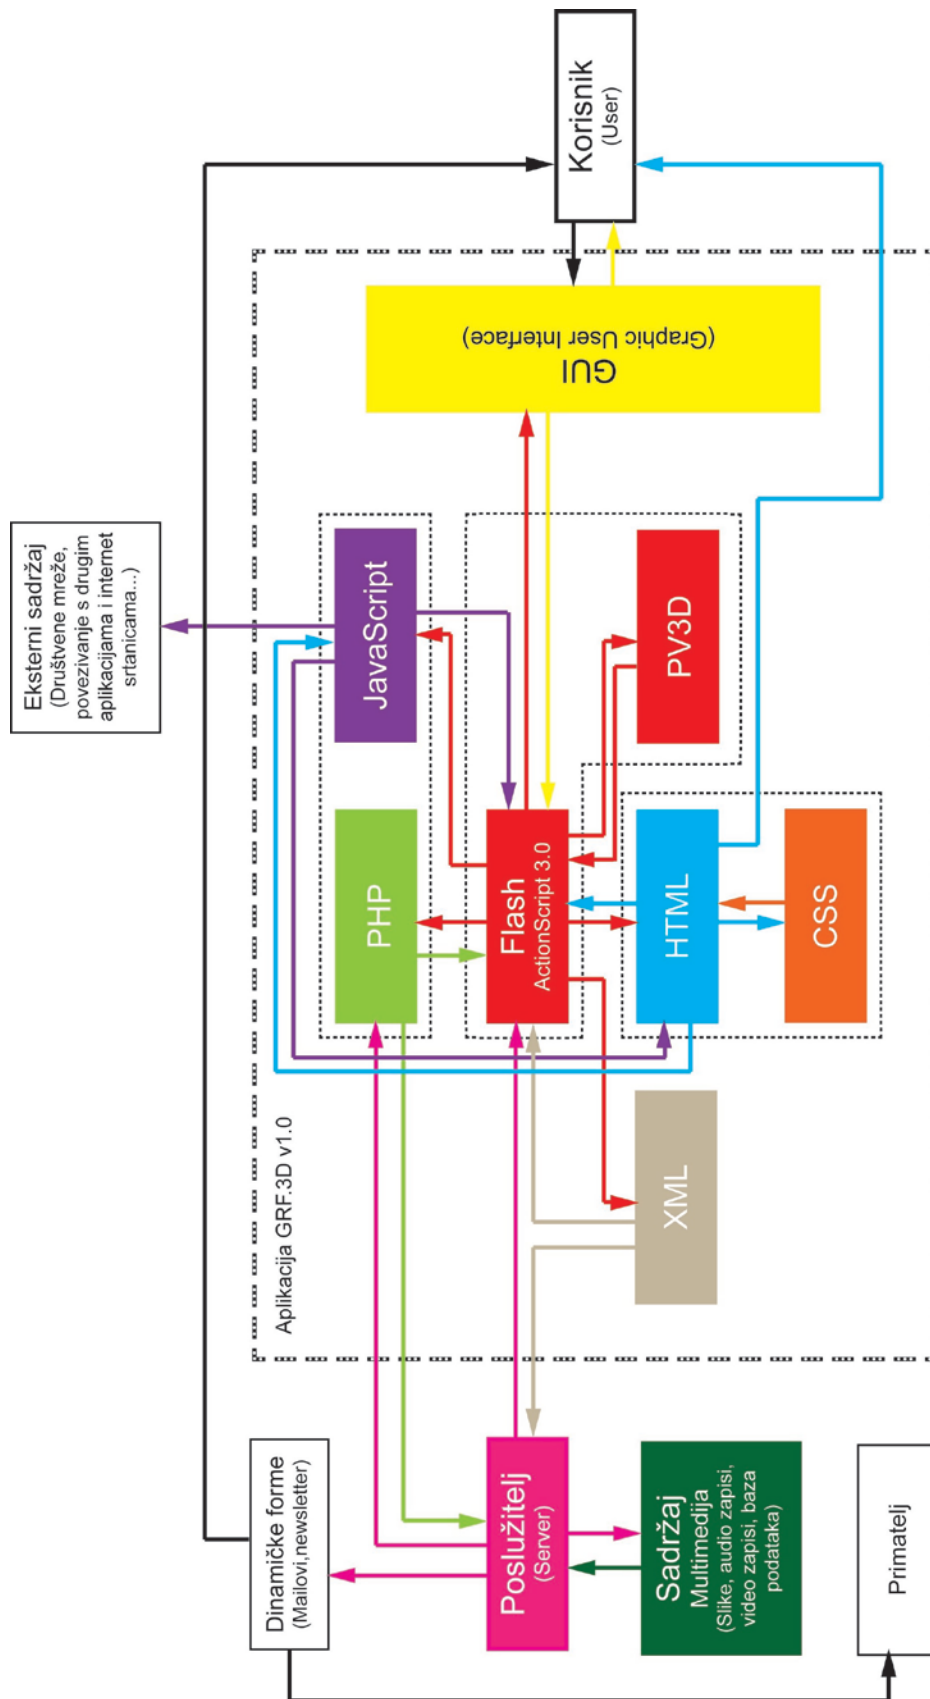 Eksterni sadržaj
(Društvene mreže,
povezivanje s drugim
aplikacijama i internet
srtanicama...)
Korisnik
(User)
GUI
(Graphic User Interface)
JavaScript
PHP
Flash
ActionScript 3.0
PV3D
HTML
CSS
XML
Aplikacija GRF.3D v1.0
Dinamičke forme
(Mailovi,newsletter)
Poslužitelj
(Server)
Sadržaj
Multimedija
(Slike, audio zapisi,
video zapisi, baza
podataka)
Primatelj